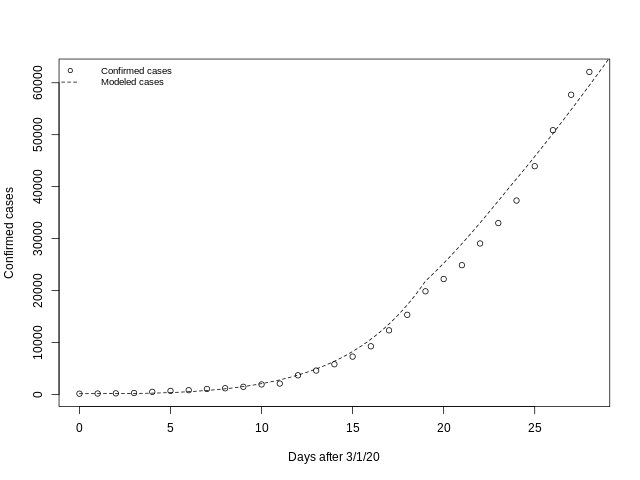 Confirmed cases
Modeled cases
Confirmed cases
60000
50000
40000
30000
20000
10000
0
0 5 10 15 20 25
Days after 3/1/20